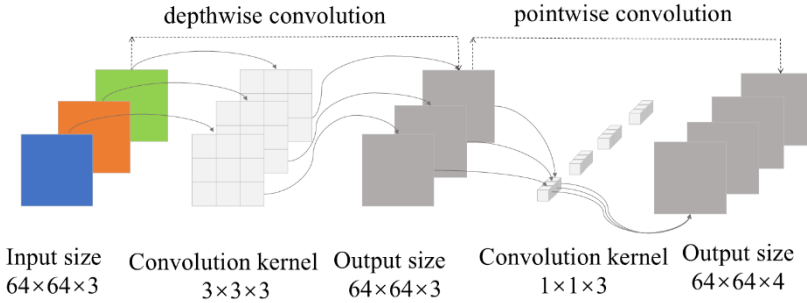 depthwise convolution
pointwise convolution
Input size
64×64×3
Convolution kernel
3×3×3
Output size
64×64×3
Convolution kernel
1×1×3
Output size
64×64×4